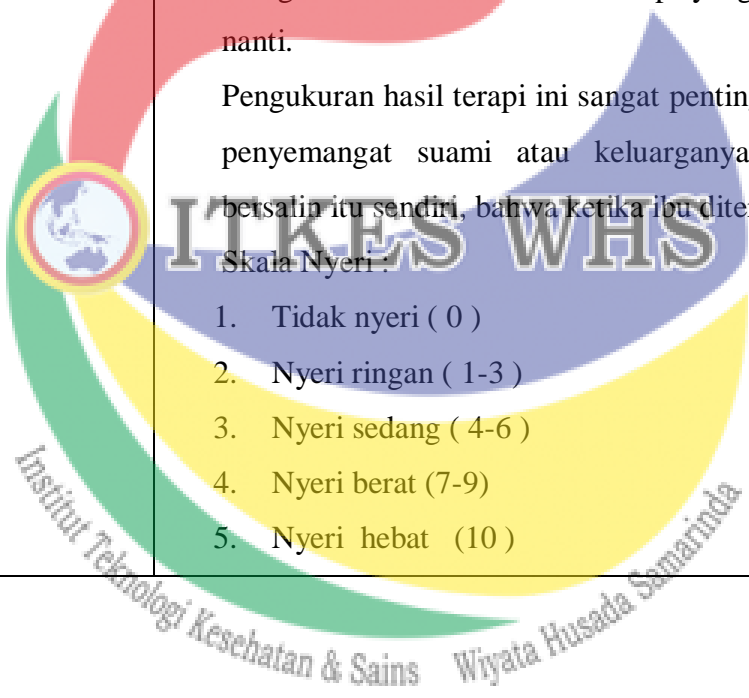 nanti.
Pengukuran hasil terapi ini sangat penting
penyemangat suami atau keluarganya
bersalin itu sendiri, bahwa ketika ibu
ITKES WHS
Skala Nyeri :
1. Tidak nyeri ( 0 )
2. Nyeri ringan ( 1-3 )
3. Nyeri sedang ( 4-6 )
4. Nyeri berat (7-9)
5. Nyeri hebat (10 )
Institut Teknologi Kesehatan & Sains Wiyata Husada Samarinda